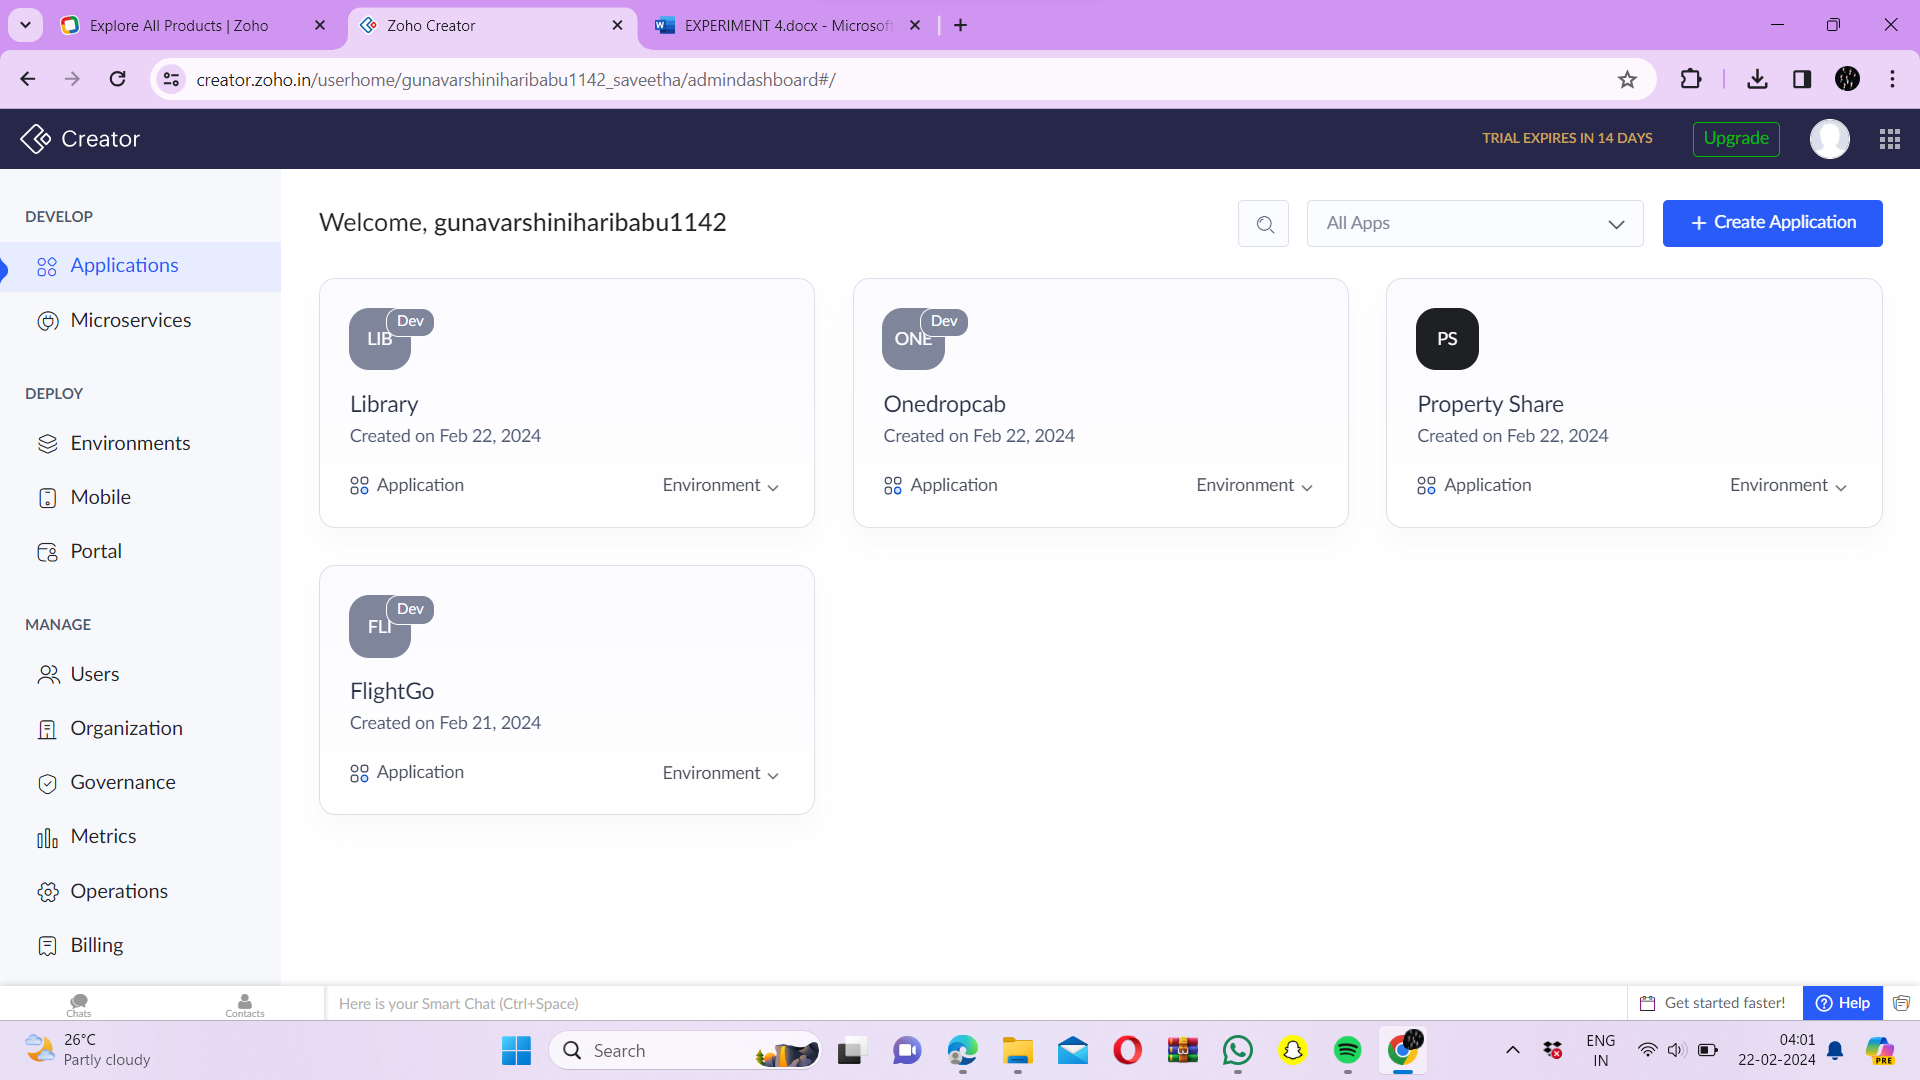 Explore All Products | Zoho
Zoho Creator
EXPERIMENT 4.docx - Microsoft
creator.zoho.in/userhome/gunavarshiniharibabu1142_saveetha/admindashboard#/
Creator
TRIAL EXPIRES IN 14 DAYS
Upgrade
DEVELOP
Applications
Microservices
DEPLOY
Environments
Mobile
Portal
MANAGE
Users
Organization
Governance
Metrics
Operations
Billing
Welcome, gunavarshiniharibabu1142
All Apps
+ Create Application
LIB
Dev
Library
Created on Feb 22, 2024
Application
Environment
ONE
Dev
Onedropcab
Created on Feb 22, 2024
Application
Environment
PS
Property Share
Created on Feb 22, 2024
Application
Environment
FLI
Dev
FlightGo
Created on Feb 21, 2024
Application
Environment
Chats
Contacts
Here is your Smart Chat (Ctrl+Space)
Get started faster!
Help
26°C
Partly cloudy
Search
ENG
IN
04:01
22-02-2024
PRE